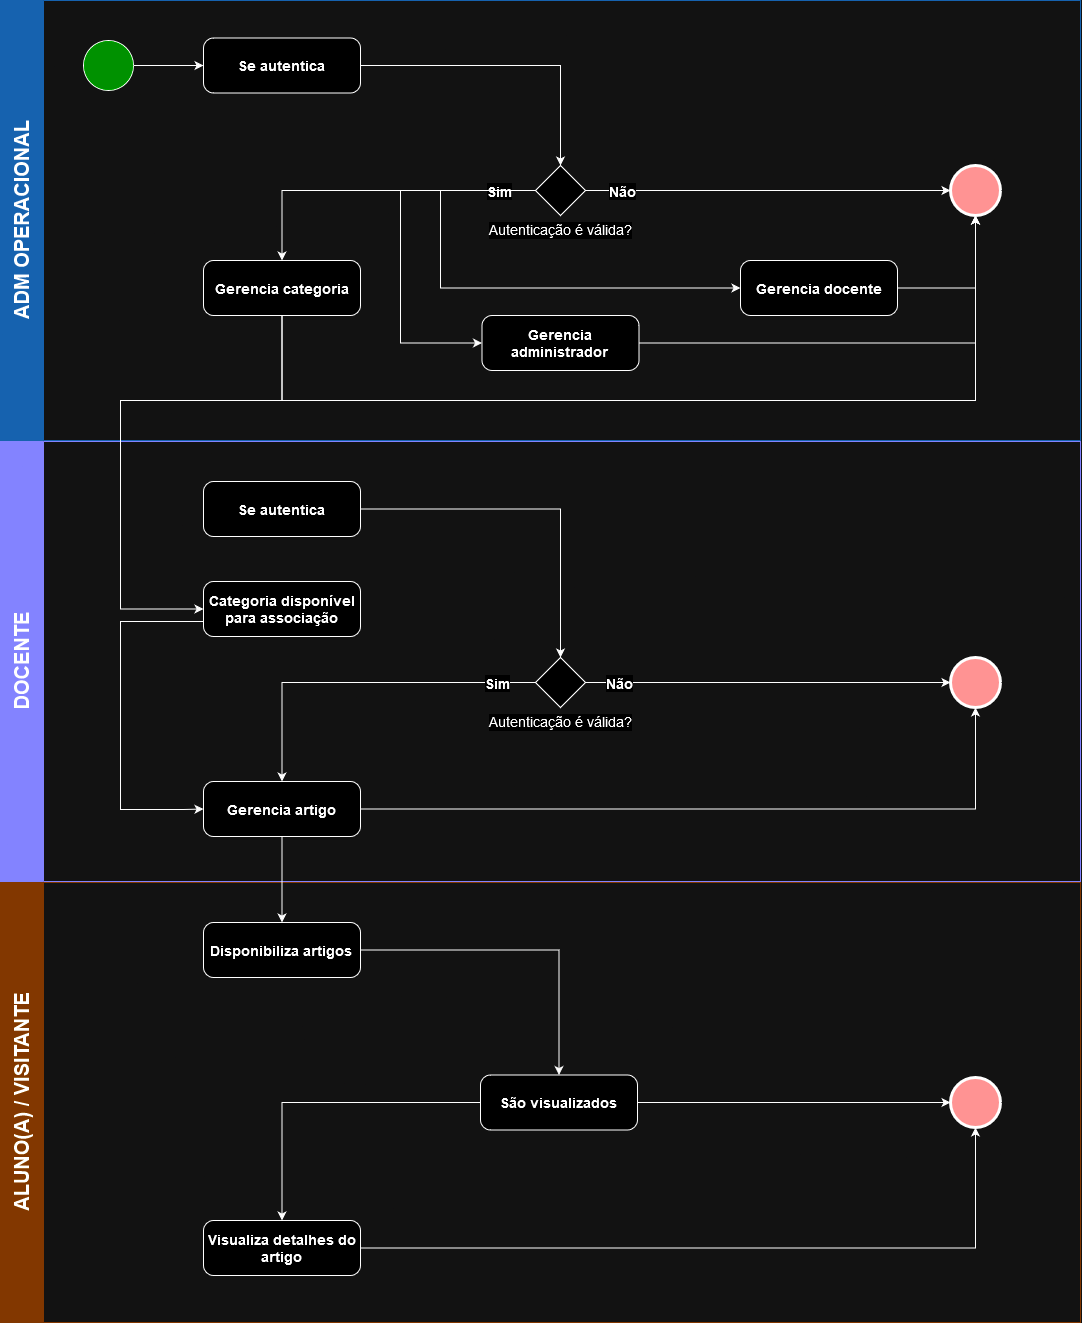 ADM OPERACIONAL
Se autentica
Sim
Não
Autenticação é válida?
Gerencia categoria
Gerencia docente
Gerencia
administrador
DOCENTE
Se autentica
Categoria disponível
para associação
Sim
Não
Autenticação é válida?
Gerencia artigo
ALUNO(A) / VISITANTE
Disponibiliza artigos
São visualizados
Visualiza detalhes do
artigo